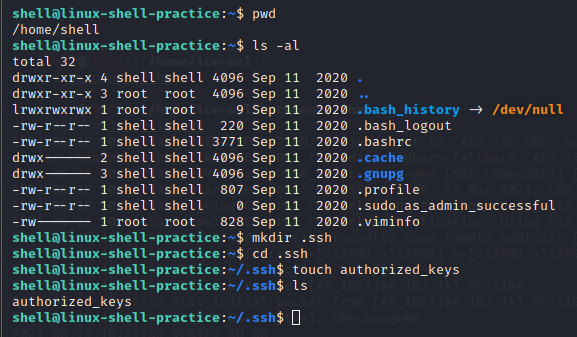 shell@linux-shell-practice:~$ pwd
/home/shell
shell@linux-shell-practice:~$ ls -al
total 32
drwxr-xr-x 4 shell shell 4096 Sep 11  2020 .
drwxr-xr-x 3 root  root  4096 Sep 11  2020 ..
lrwxrwxrwx 1 root  root     9 Sep 11  2020 .bash_history -> /dev/null
-rw-r--r-- 1 shell shell  220 Sep 11  2020 .bash_logout
-rw-r--r-- 1 shell shell 3771 Sep 11  2020 .bashrc
drwx------ 2 shell shell 4096 Sep 11  2020 .cache
drwx------ 3 shell shell 4096 Sep 11  2020 .gnupg
-rw-r--r-- 1 shell shell  807 Sep 11  2020 .profile
-rw-r--r-- 1 shell shell    0 Sep 11  2020 .sudo_as_admin_successful
-rw------- 1 root  root   828 Sep 11  2020 .viminfo
shell@linux-shell-practice:~$ mkdir .ssh
shell@linux-shell-practice:~$ cd .ssh
shell@linux-shell-practice:~/.ssh$ touch authorized_keys
shell@linux-shell-practice:~/.ssh$ ls
authorized_keys
shell@linux-shell-practice:~/.ssh$